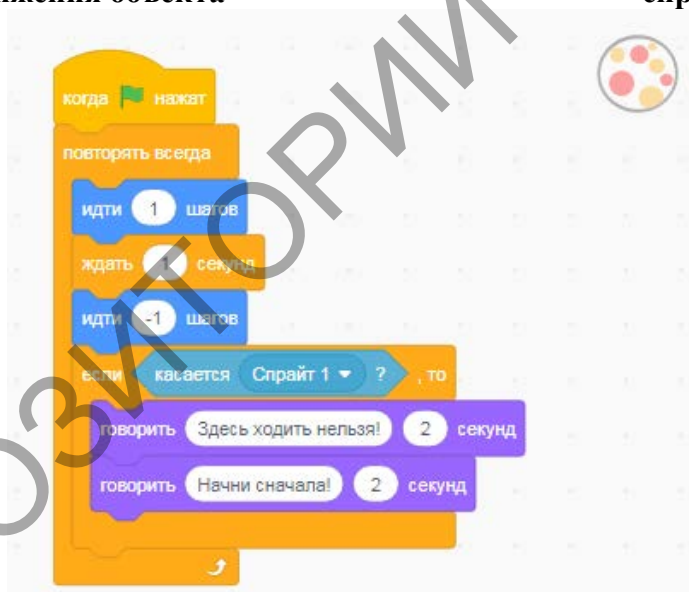 когда нажат
повторять всегда
идти 1 шагов
ждать 1 секунд
идти -1 шагов
если касается Спрайт 1 ? , то
говорить Здесь ходить нельзя! 2 секунд
говорить Начни сначала! 2 секунд
ОЗИТОРИЙ